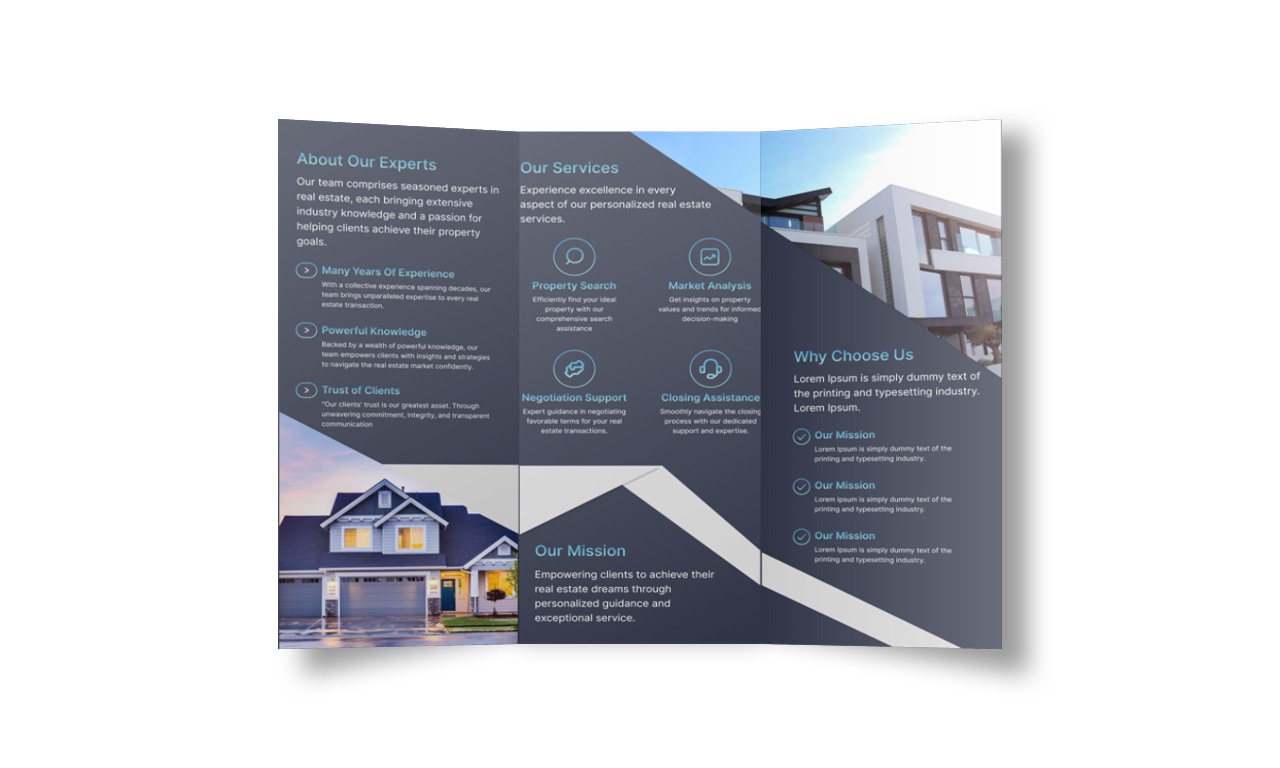 About Our Experts
Our team comprises seasoned experts in
real estate, each bringing extensive
industry knowledge and a passion for
helping clients achieve their property
goals.
Many Years Of Experience
With a collective experience spanning decades, our
team brings unparalleled expertise to every real
estate transaction.
Powerful Knowledge
Backed by a wealth of powerful knowledge, our
team empowers clients with insights and strategies
to navigate the real estate market confidently.
Trust of Clients
"Our clients' trust is our greatest asset. Through
unwavering commitment, integrity, and transparent
communication
Our Services
Experience excellence in every
aspect of our personalized real estate
services.
Property Search
Efficiently find your ideal
property with our
comprehensive search
assistance
Market Analysis
Get insights on property
values and trends for informed
decision-making
Negotiation Support
Expert guidance in negotiating
favorable terms for your real
estate transactions.
Closing Assistance
Smoothly navigate the closing
process with our dedicated
support and expertise.
Our Mission
Empowering clients to achieve their
real estate dreams through
personalized guidance and
exceptional service.
Why Choose Us
Lorem Ipsum is simply dummy text of
the printing and typesetting industry.
Lorem Ipsum.
Our Mission
Lorem Ipsum is simply dummy text of the
printing and typesetting industry.
Our Mission
Lorem Ipsum is simply dummy text of the
printing and typesetting industry.
Our Mission
Lorem Ipsum is simply dummy text of the
printing and typesetting industry.